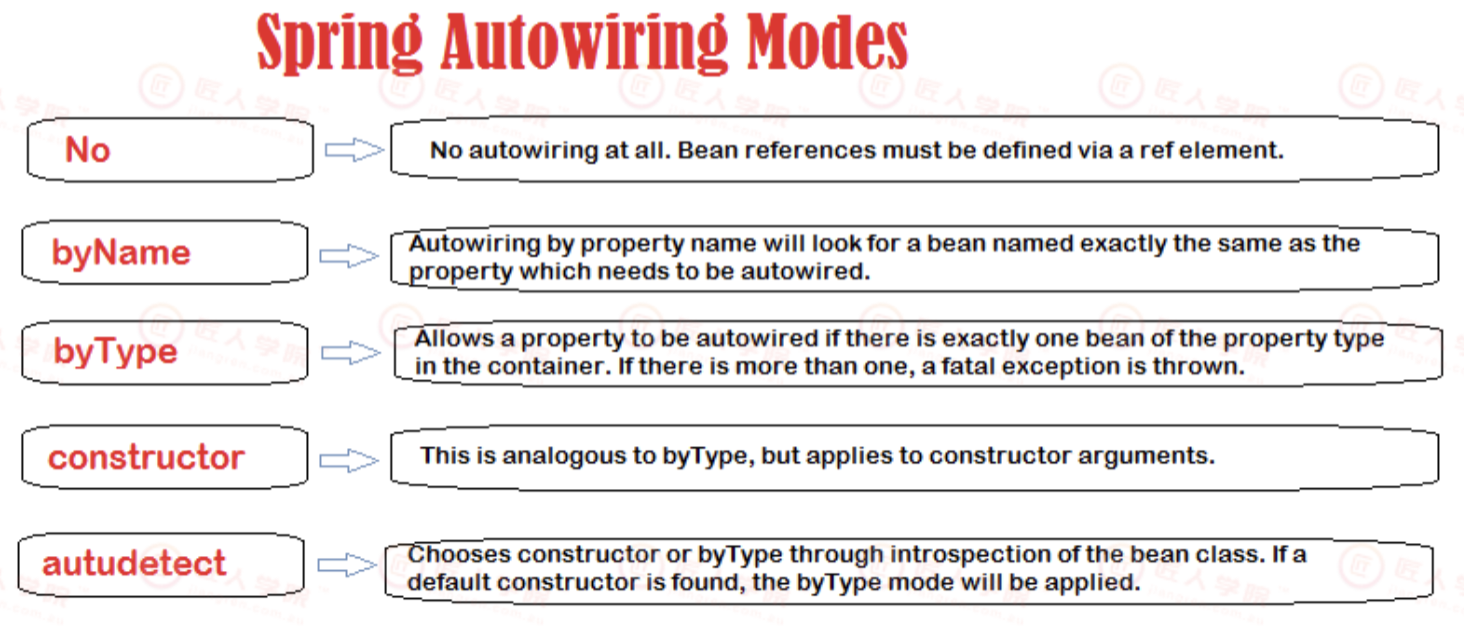 Spring Autowiring Modes
No
No autowiring at all. Bean references must be defined via a ref element.
byName
Autowiring by property name will look for a bean named exactly the same as the
property which needs to be autowired.
byType
Allows a property to be autowired if there is exactly one bean of the property type
in the container. If there is more than one, a fatal exception is thrown.
constructor
This is analogous to byType, but applies to constructor arguments.
autudetect
Chooses constructor or byType through introspection of the bean class. If a
default constructor is found, the byType mode will be applied.
匠人学院